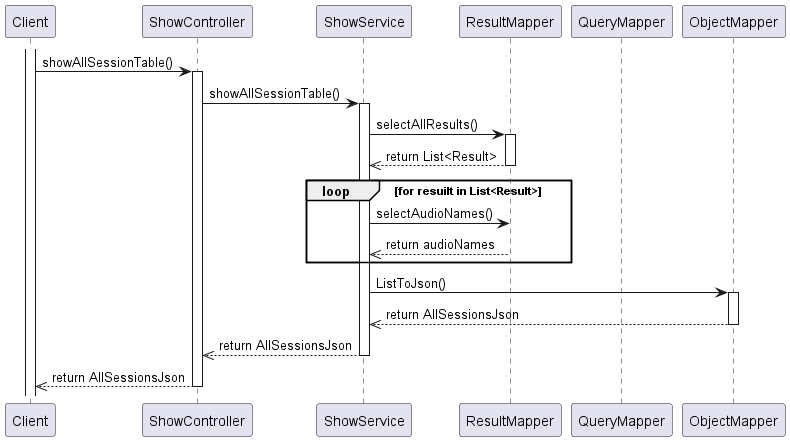 Client ShowController ShowService ResultMapper QueryMapper ObjectMapper
showAllSessionTable()
showAllSessionTable()
selectAllResults()
return List<Result>
loop [for resuilt in List<Result>]
selectAudioNames()
return audioNames
ListToJson()
return AllSessionsJson
return AllSessionsJson
return AllSessionsJson
Client ShowController ShowService ResultMapper QueryMapper ObjectMapper